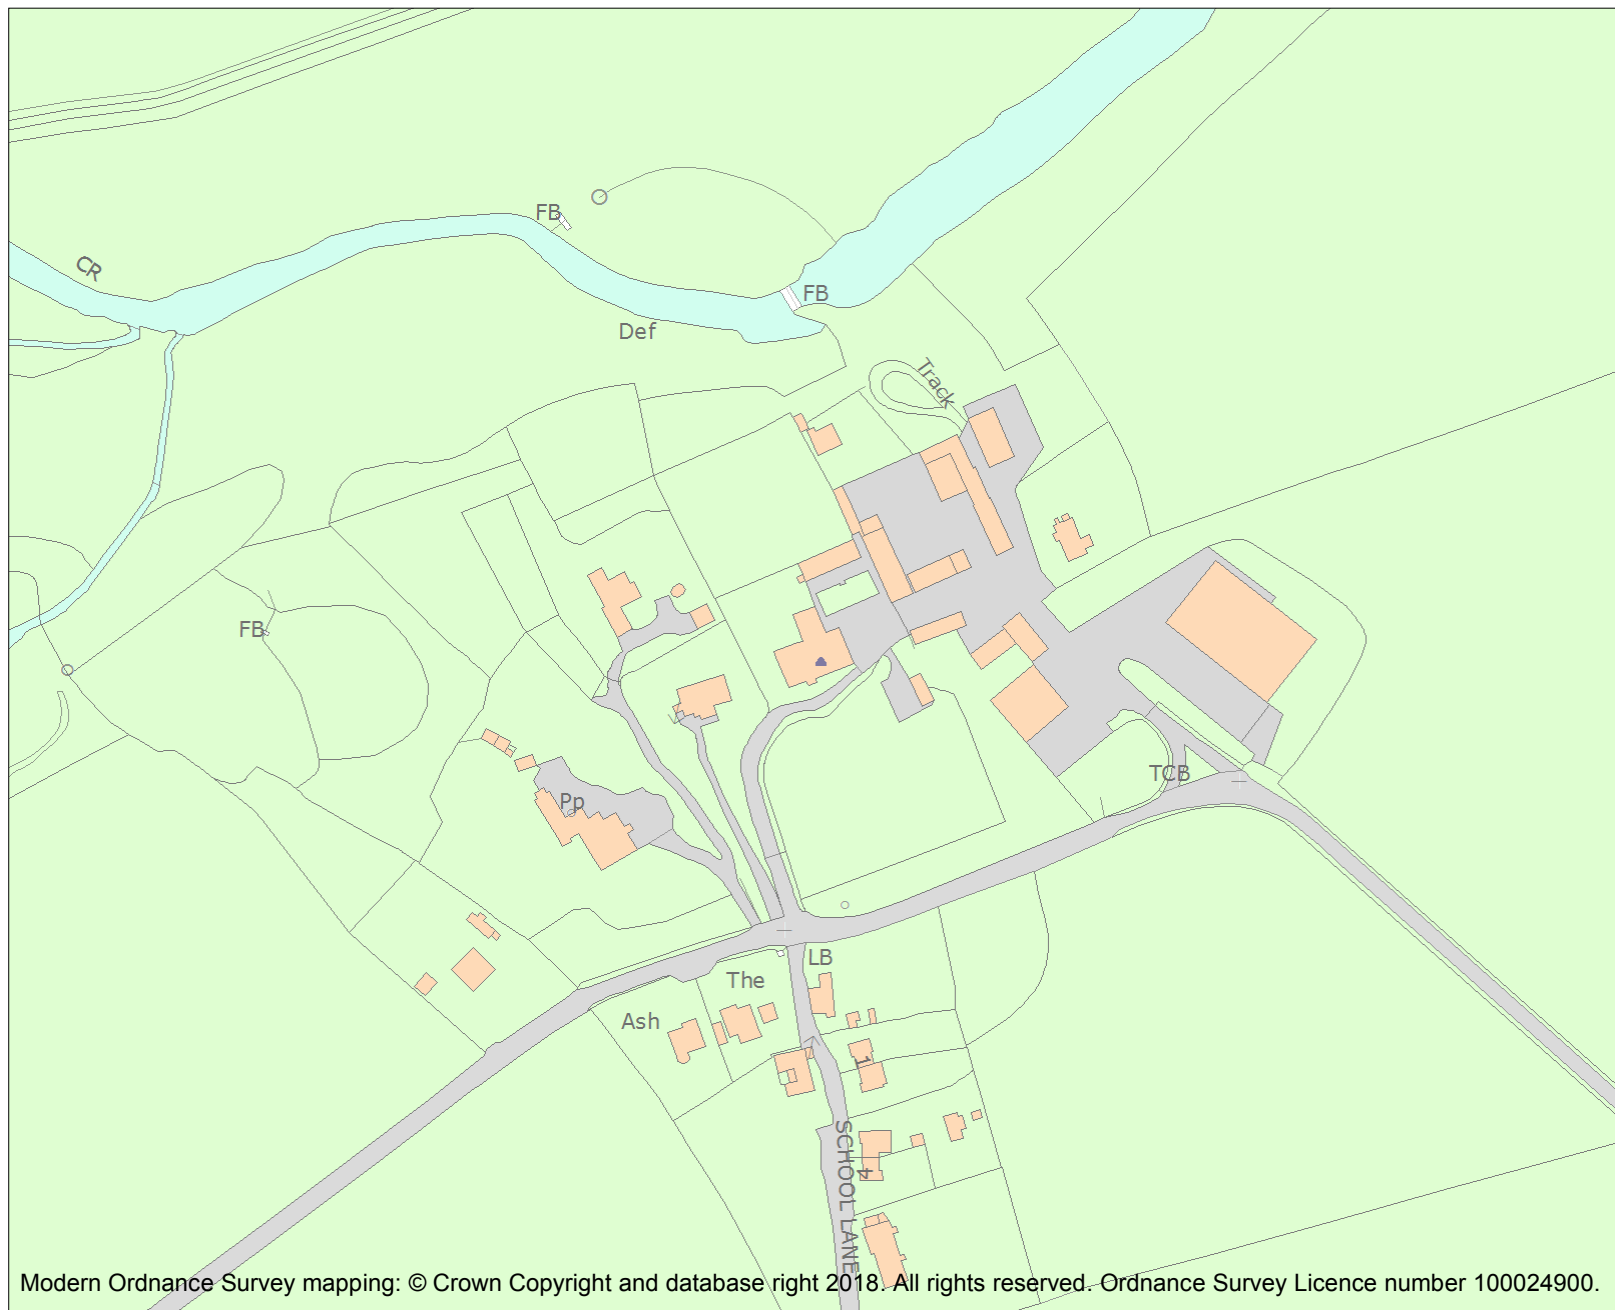 FB
CR
FB
Def
Track
FB
TCB
Pp
LB
The
Ash
1
SCHOOL LANE
4
Modern Ordnance Survey mapping: © Crown Copyright and database right 2018. All rights reserved. Ordnance Survey Licence number 100024900.